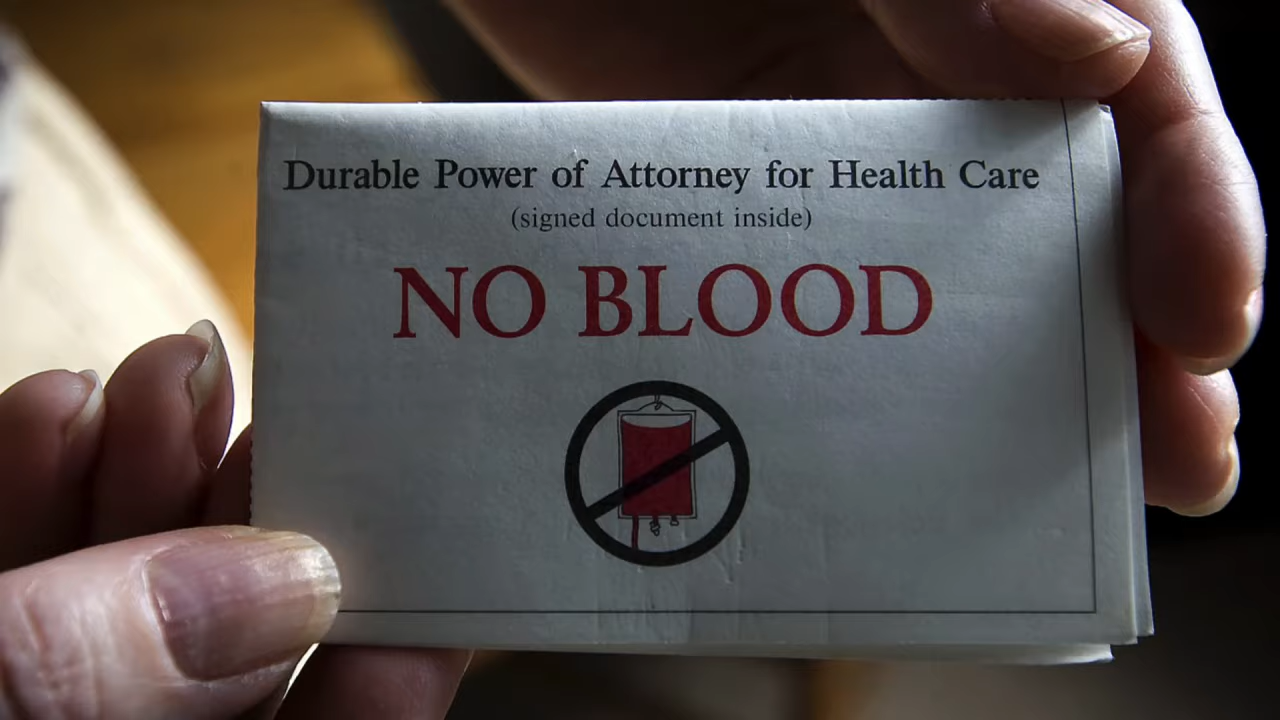 Durable Power of Attorney for Health Care
(signed document inside)
NO BLOOD